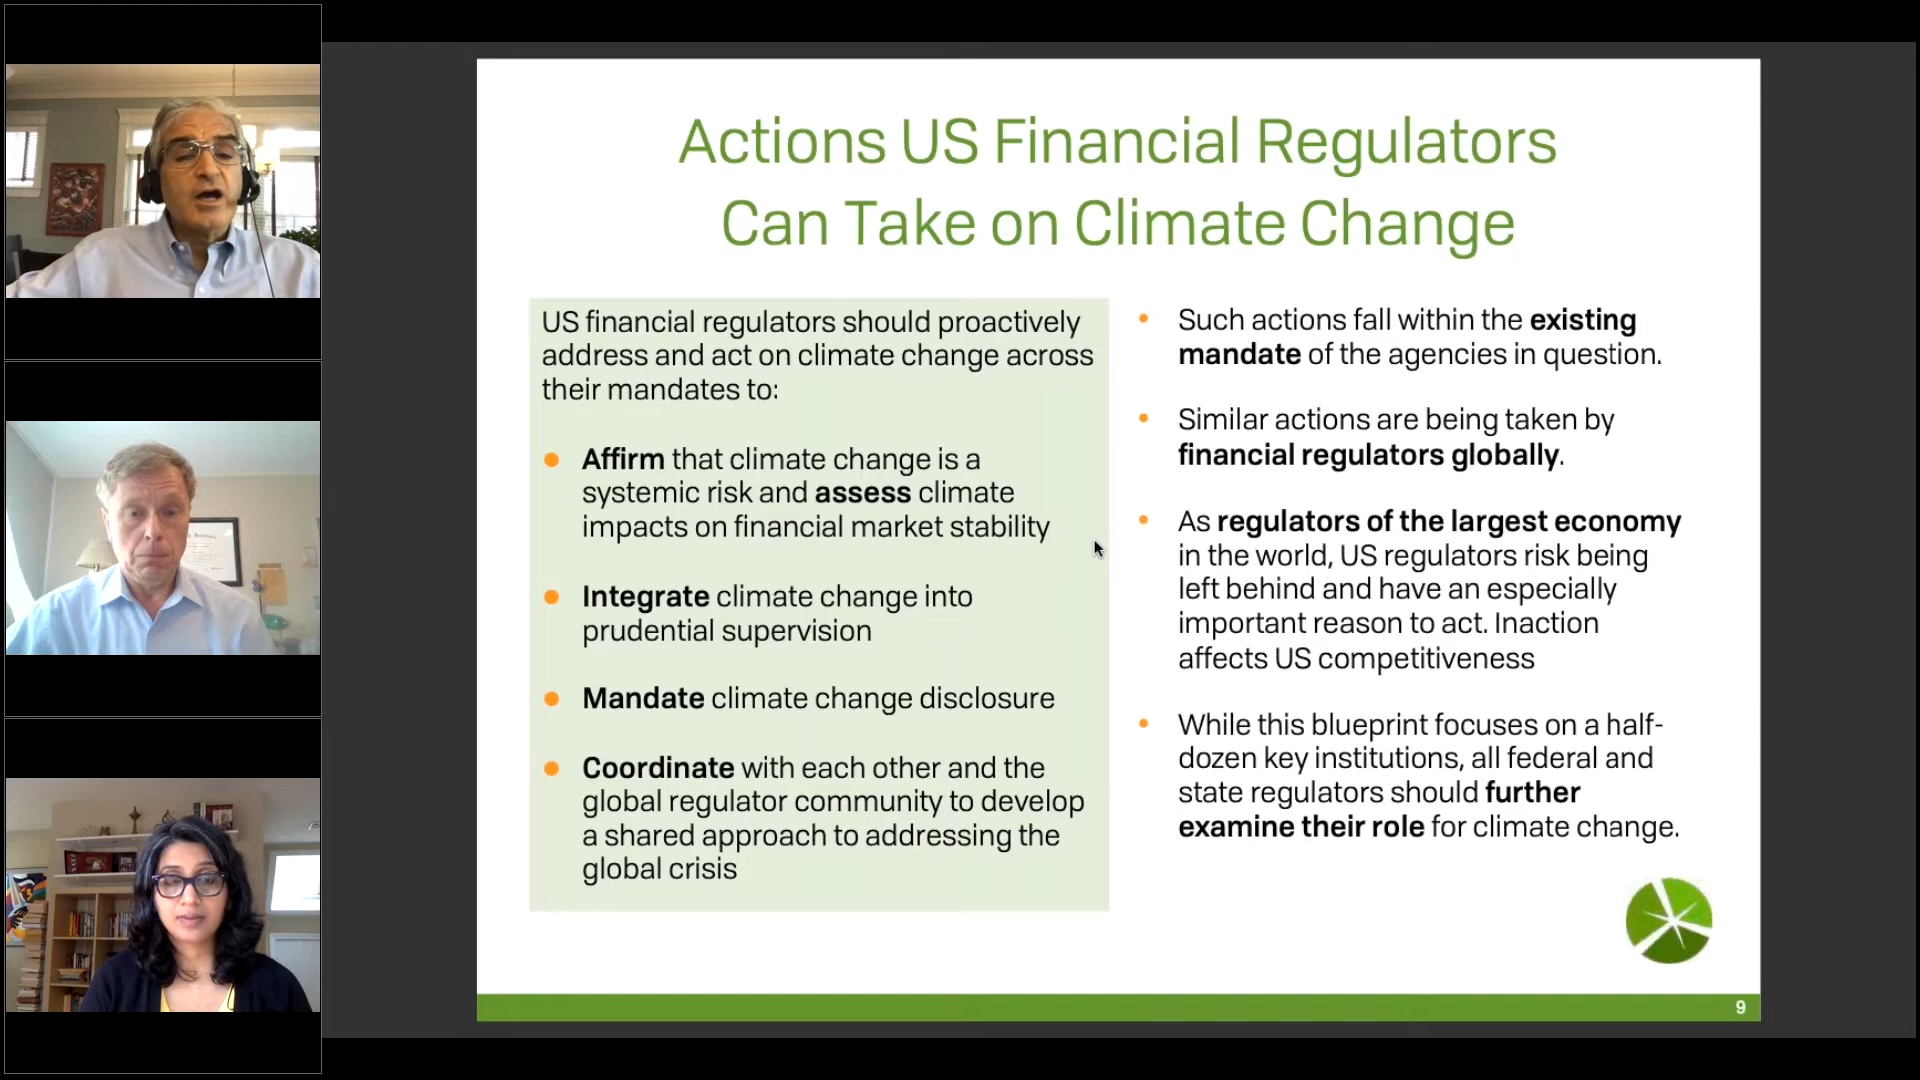 Actions US Financial Regulators
Can Take on Climate Change
US financial regulators should proactively
address and act on climate change across
their mandates to:
Affirm that climate change is a
systemic risk and assess climate
impacts on financial market stability
Integrate climate change into
prudential supervision
Mandate climate change disclosure
Coordinate with each other and the
global regulator community to develop
a shared approach to addressing the
global crisis
Such actions fall within the existing
mandate of the agencies in question.
Similar actions are being taken by
financial regulators globally.
As regulators of the largest economy
in the world, US regulators risk being
left behind and have an especially
important reason to act. Inaction
affects US competitiveness
While this blueprint focuses on a half-
dozen key institutions, all federal and
state regulators should further
examine their role for climate change.
9